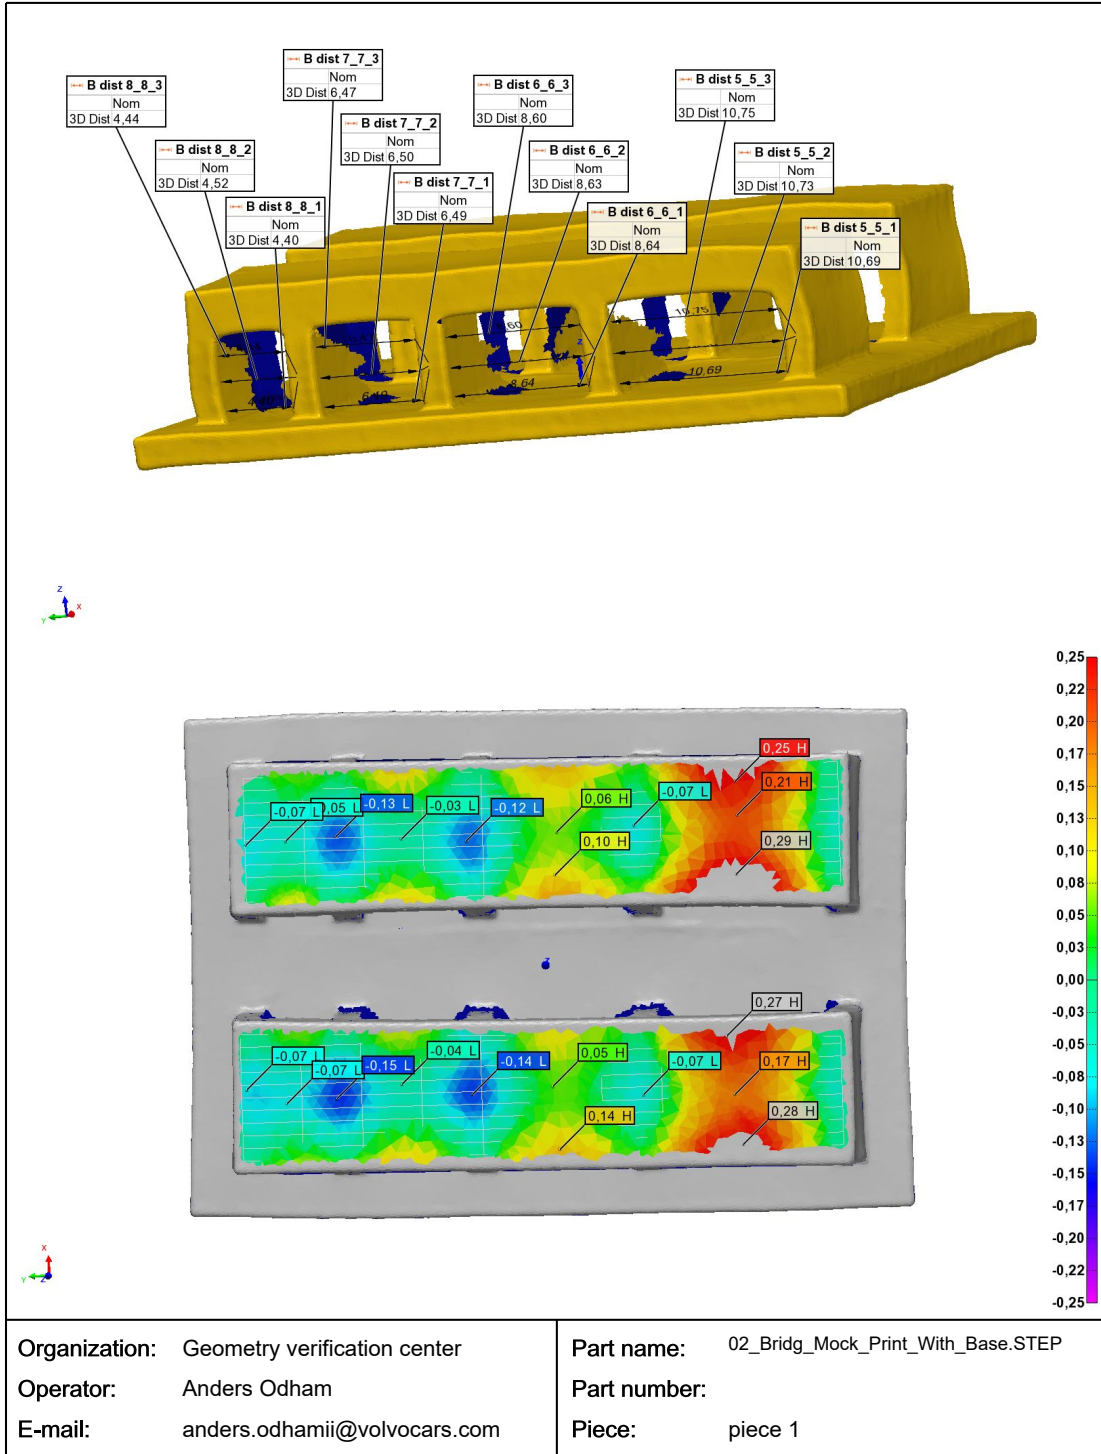 B dist 7_7_3
Nom
3D Dist 6,47
B dist 8_8_3
Nom
3D Dist 4,44
B dist 6_6_3
Nom
3D Dist 8,60
B dist 5_5_3
Nom
3D Dist 10,75
B dist 7_7_2
Nom
3D Dist 6,50
B dist 8_8_2
Nom
3D Dist 4,52
B dist 6_6_2
Nom
3D Dist 8,63
B dist 5_5_2
Nom
3D Dist 10,73
B dist 7_7_1
Nom
3D Dist 6,49
B dist 8_8_1
Nom
3D Dist 4,40
B dist 6_6_1
Nom
3D Dist 8,64
B dist 5_5_1
Nom
3D Dist 10,69
10,75
8,64
10,69
Z
Z
Y
X
0,25
0,22
0,20
0,17
0,15
0,13
0,10
0,08
0,05
0,03
0,00
-0,03
-0,05
-0,08
-0,10
-0,13
-0,15
-0,17
-0,20
-0,22
-0,25
0,25 H
0,21 H
-0,07 L
-0,07 L
0,05 L
-0,13 L
-0,03 L
-0,12 L
0,06 H
0,10 H
0,29 H
Z
0,27 H
-0,07 L
-0,07 L
-0,15 L
-0,04 L
-0,14 L
0,05 H
-0,07 L
0,17 H
0,14 H
0,28 H
X
Y
Z
Organization: Geometry verification center
Operator: Anders Odham
E-mail: anders.odhamii@volvocars.com
Part name: 02_Bridg_Mock_Print_With_Base.STEP
Part number:
Piece: piece 1